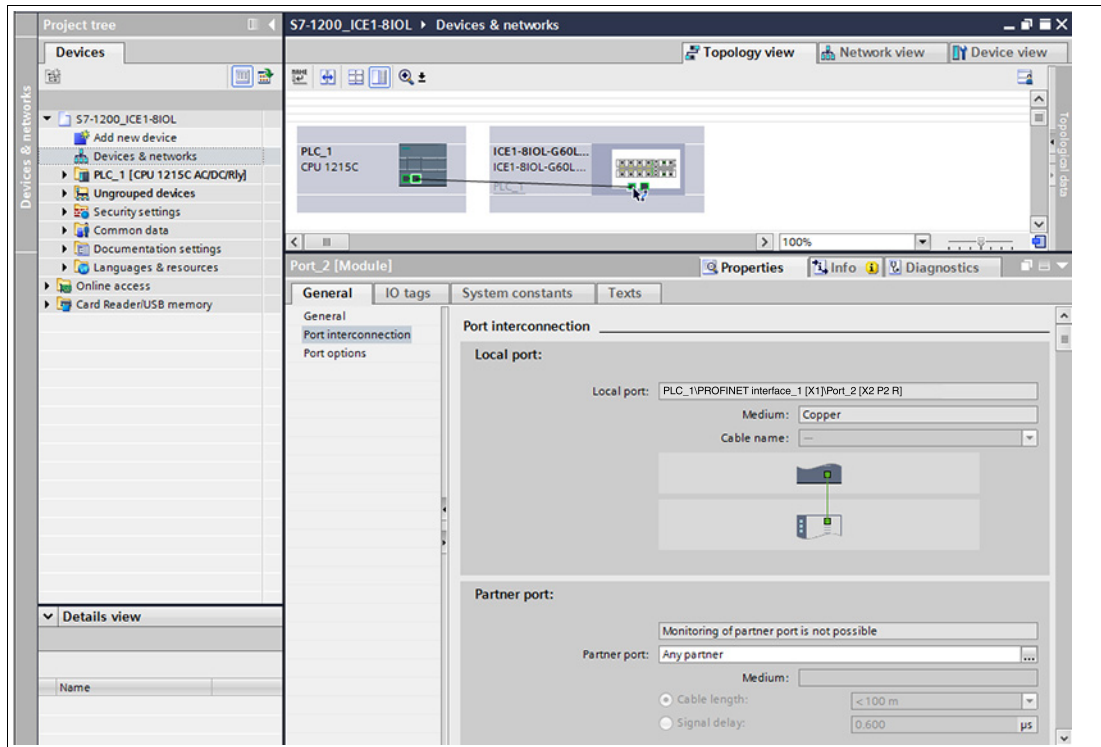 Project tree
S7-1200_ICE1-8IOL ▸ Devices & networks
Devices
Topology view
Network view
Device view
Devices & networks
S7-1200_ICE1-8IOL
Add new device
Devices & networks
PLC_1 [CPU 1215C AC/DC/Rly]
Ungrouped devices
Security settings
Common data
Documentation settings
Languages & resources
Online access
Card Reader/USB memory
Details view
Name
PLC_1
CPU 1215C
ICE1-8IOL-G60L...
ICE1-8IOL-G60L...
PLC_1
Topological data
100%
Port_2 [Module]
Properties
Info
Diagnostics
General
IO tags
System constants
Texts
General
Port interconnection
Port options
Port interconnection
Local port:
Local port: PLC_1\PROFINET interface_1 [X1]\Port_2 [X2 P2 R]
Medium: Copper
Cable name: ---
Partner port:
Monitoring of partner port is not possible
Partner port: Any partner ...
Medium:
Cable length: < 100 m
Signal delay: 0.600 µs